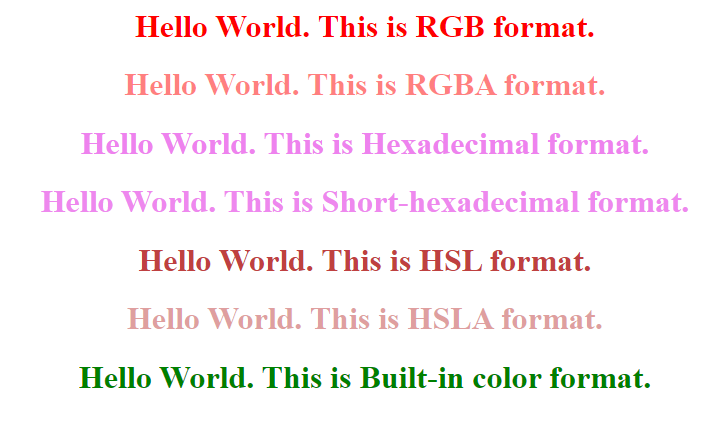 Hello World. This is RGB format.
Hello World. This is RGBA format.
Hello World. This is Hexadecimal format.
Hello World. This is Short-hexadecimal format.
Hello World. This is HSL format.
Hello World. This is HSLA format.
Hello World. This is Built-in color format.